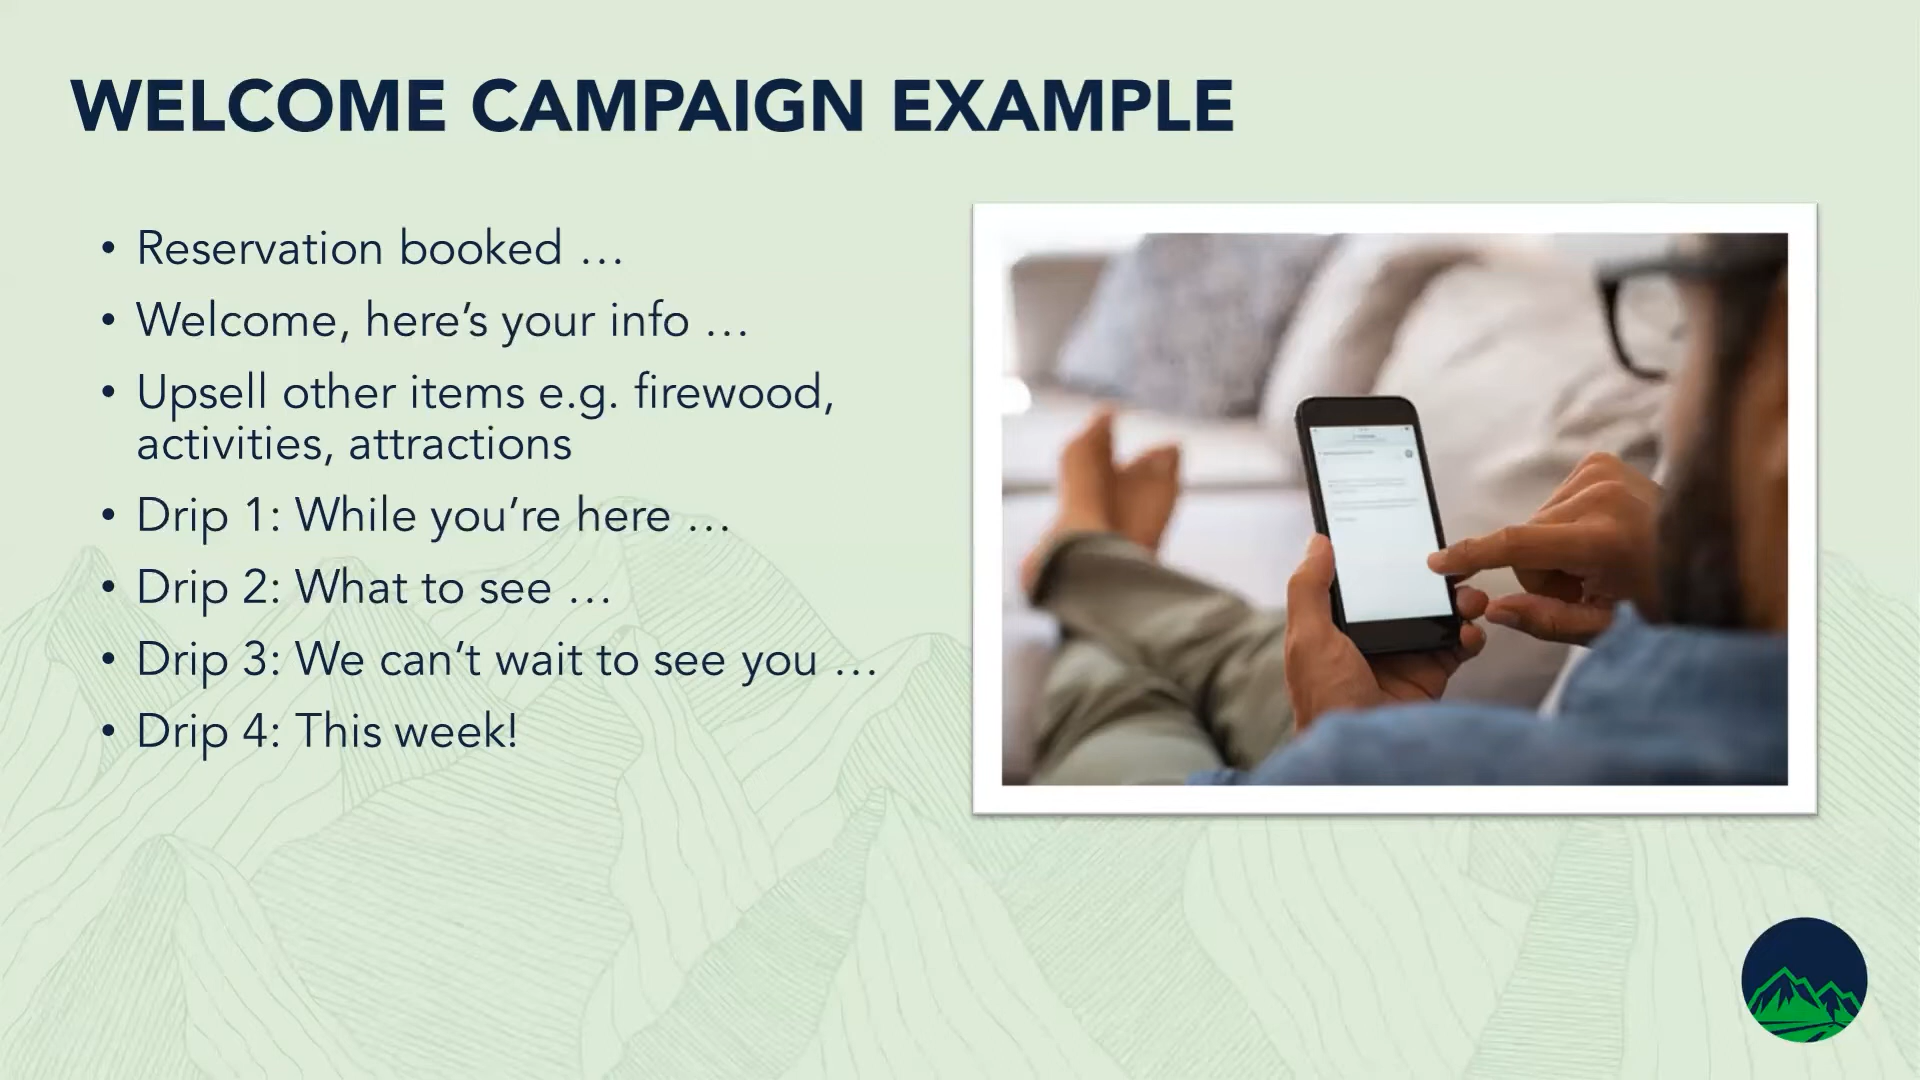 WELCOME CAMPAIGN EXAMPLE
• Reservation booked …
• Welcome, here’s your info …
• Upsell other items e.g. firewood,
activities, attractions
• Drip 1: While you’re here …
• Drip 2: What to see …
• Drip 3: We can’t wait to see you …
• Drip 4: This week!